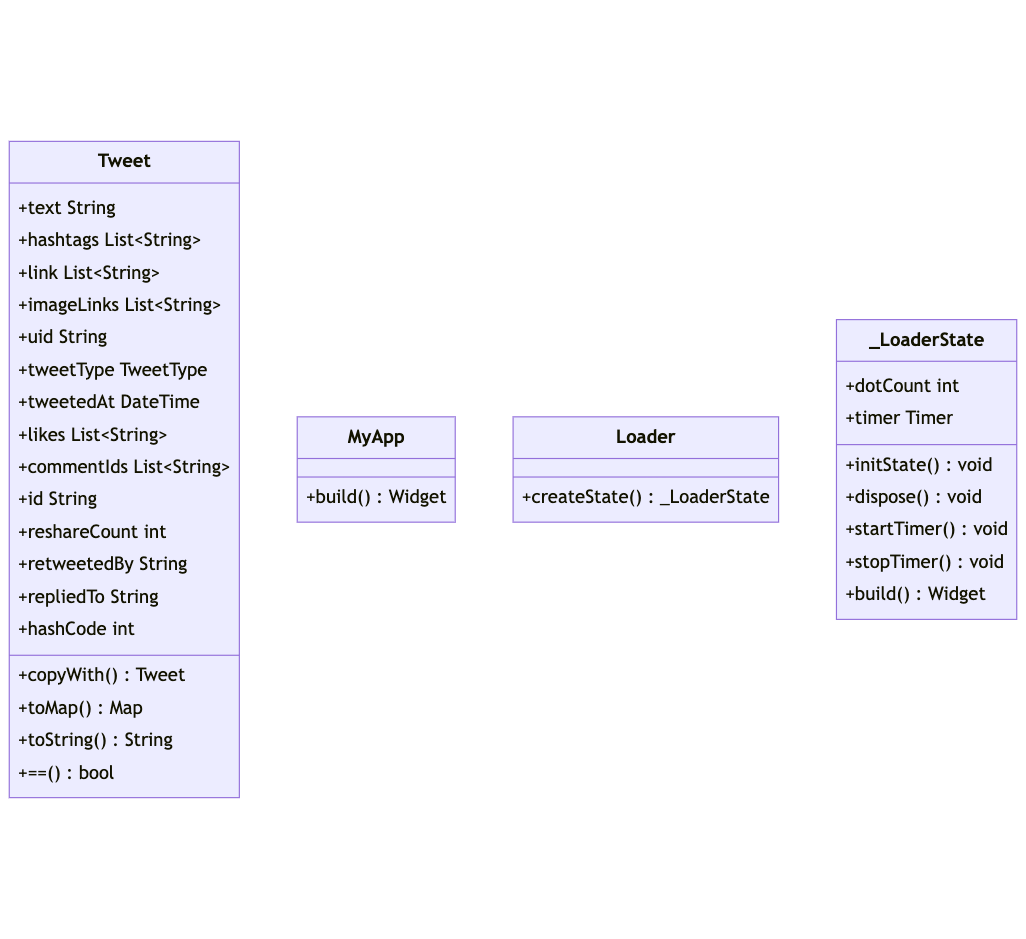 Tweet
+text String
+hashtags List<String>
+link List<String>
+imageLinks List<String>
+uid String
+tweetType TweetType
+tweetedAt DateTime
+likes List<String>
+commentIds List<String>
+id String
+reshareCount int
+retweetedBy String
+repliedTo String
+hashCode int
+copyWith() : Tweet
+toMap() : Map
+toString() : String
+==() : bool
MyApp
+build() : Widget
Loader
+createState() : _LoaderState
_LoaderState
+dotCount int
+timer Timer
+initState() : void
+dispose() : void
+startTimer() : void
+stopTimer() : void
+build() : Widget